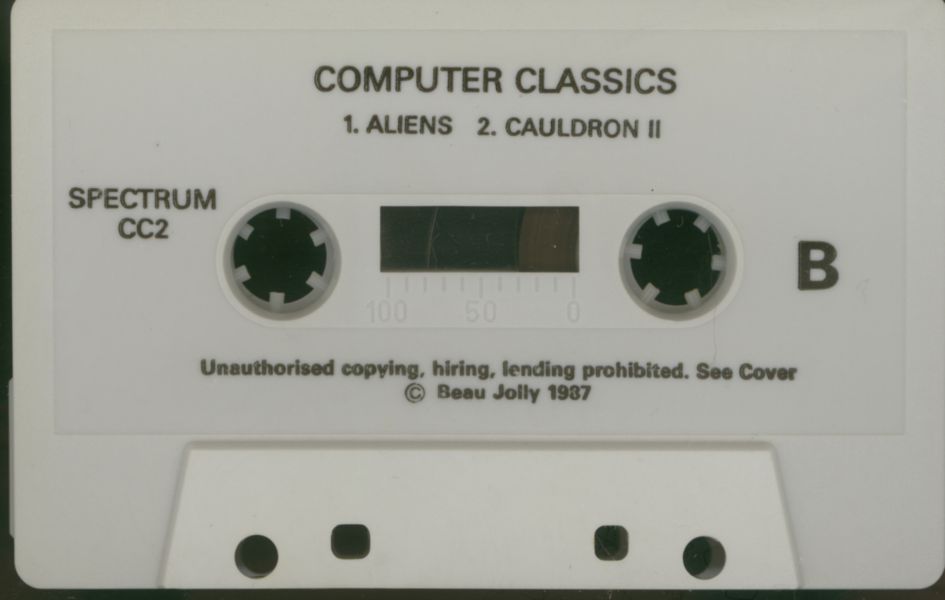 COMPUTER CLASSICS
1. ALIENS 2. CAULDRON II
SPECTRUM
CC2
B
100 50 0
Unauthorised copying, hiring, lending prohibited. See Cover
© Beau Jolly 1987